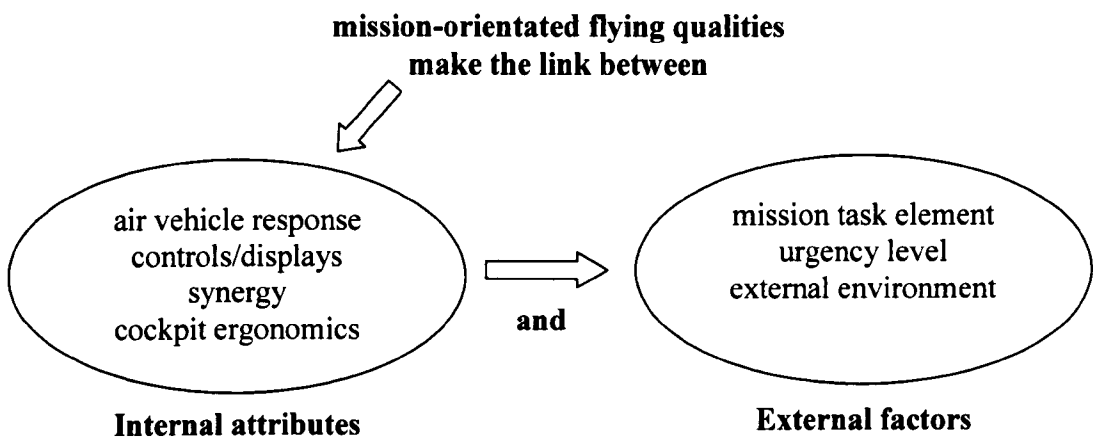 mission-orientated flying qualities
make the link between
air vehicle response
controls/displays
synergy
cockpit ergonomics
and
mission task element
urgency level
external environment
Internal attributes
External factors